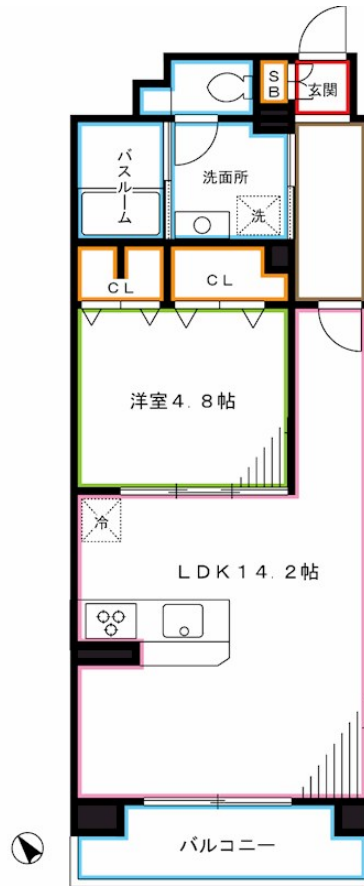 SB
玄関
バスルーム
洗面所
洗
CL
CL
洋室4.8帖
冷
LDK14.2帖
バルコニー